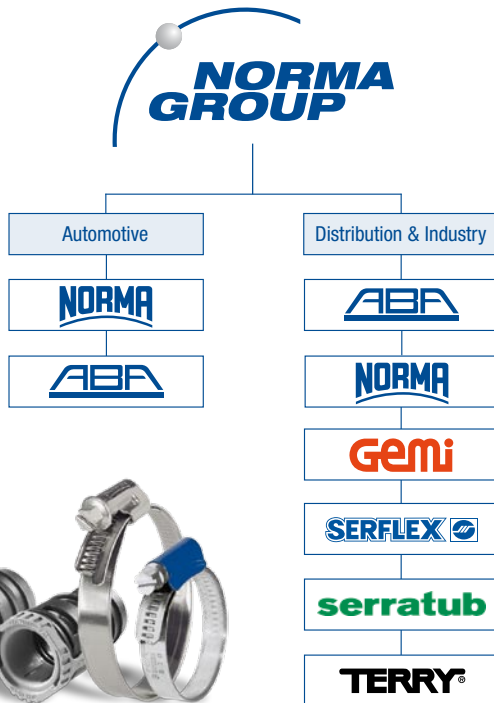 NORMA
GROUP
Automotive
NORMA
ABA
Distribution & Industry
ABA
NORMA
Gemi
SERFLEX
serratub
TERRY®